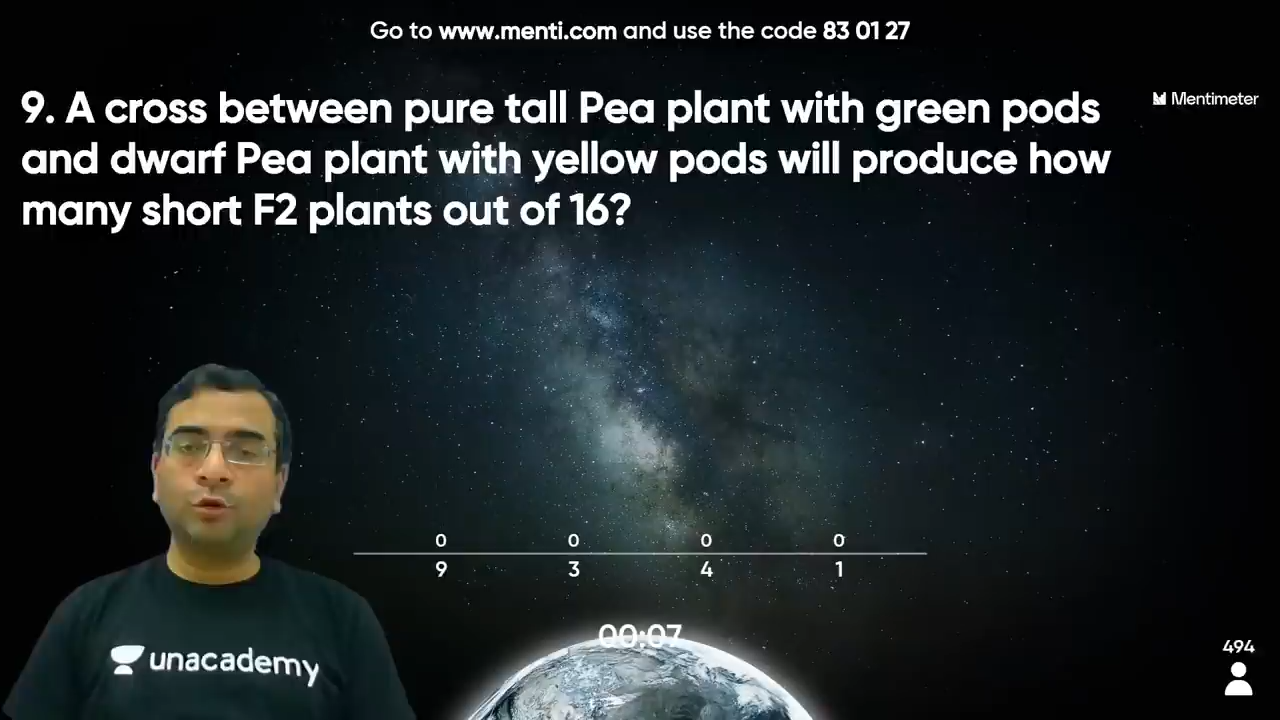 Go to www.menti.com and use the code 83 01 27
9. A cross between pure tall Pea plant with green pods
and dwarf Pea plant with yellow pods will produce how
many short F2 plants out of 16?
Mentimeter
0 0 0 0
9 3 4 1
00:07
unacademy
494